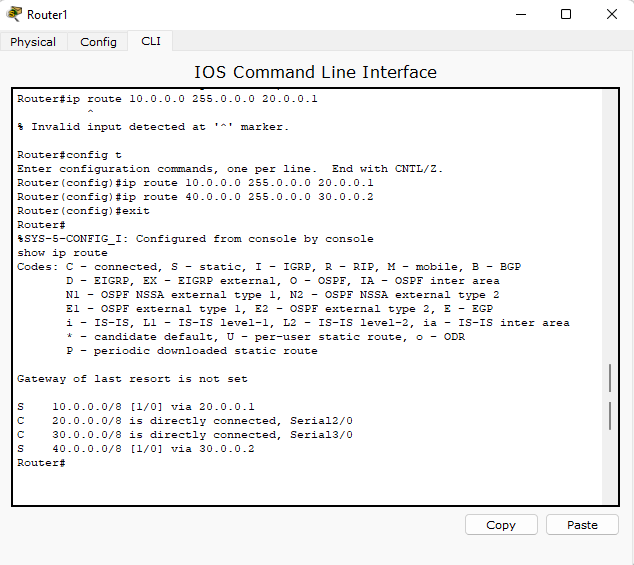 Router1
Physical Config CLI
IOS Command Line Interface
Router#ip route 10.0.0.0 255.0.0.0 20.0.0.1
^
% Invalid input detected at '^' marker.
Router#config t
Enter configuration commands, one per line. End with CNTL/Z.
Router(config)#ip route 10.0.0.0 255.0.0.0 20.0.0.1
Router(config)#ip route 40.0.0.0 255.0.0.0 30.0.0.2
Router(config)#exit
Router#
%SYS-5-CONFIG_I: Configured from console by console
show ip route
Codes: C - connected, S - static, I - IGRP, R - RIP, M - mobile, B - BGP
D - EIGRP, EX - EIGRP external, O - OSPF, IA - OSPF inter area
N1 - OSPF NSSA external type 1, N2 - OSPF NSSA external type 2
E1 - OSPF external type 1, E2 - OSPF external type 2, E - EGP
i - IS-IS, L1 - IS-IS level-1, L2 - IS-IS level-2, ia - IS-IS inter area
* - candidate default, U - per-user static route, o - ODR
P - periodic downloaded static route
Gateway of last resort is not set
S 10.0.0.0/8 [1/0] via 20.0.0.1
C 20.0.0.0/8 is directly connected, Serial2/0
C 30.0.0.0/8 is directly connected, Serial3/0
S 40.0.0.0/8 [1/0] via 30.0.0.2
Router#
Copy Paste